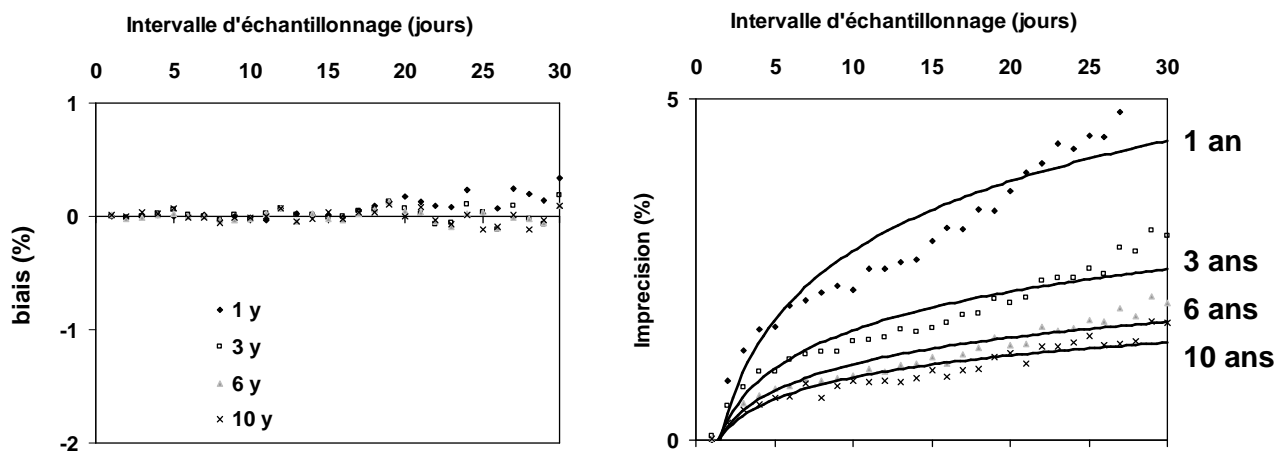 Intervalle d'échantillonnage (jours)
0 5 10 15 20 25 30
1
0
-1
-2
biais (%)
1 y
3 y
6 y
10 y
Intervalle d'échantillonnage (jours)
0 5 10 15 20 25 30
5
0
Imprecision (%)
1 an
3 ans
6 ans
10 ans